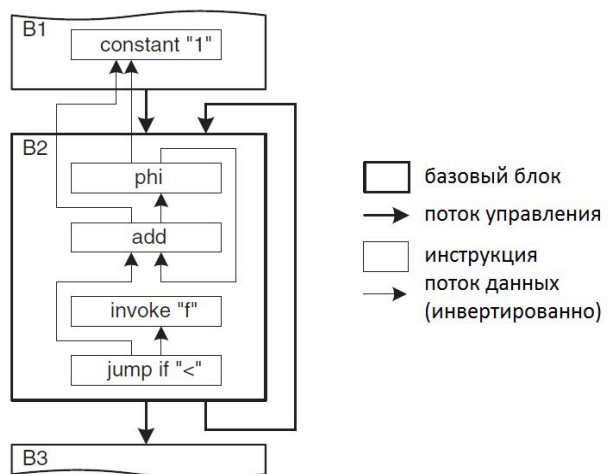 B1
constant "1"
B2
phi
add
invoke "f"
jump if "<"
B3
базовый блок
поток управления
инструкция
поток данных
(инвертированно)